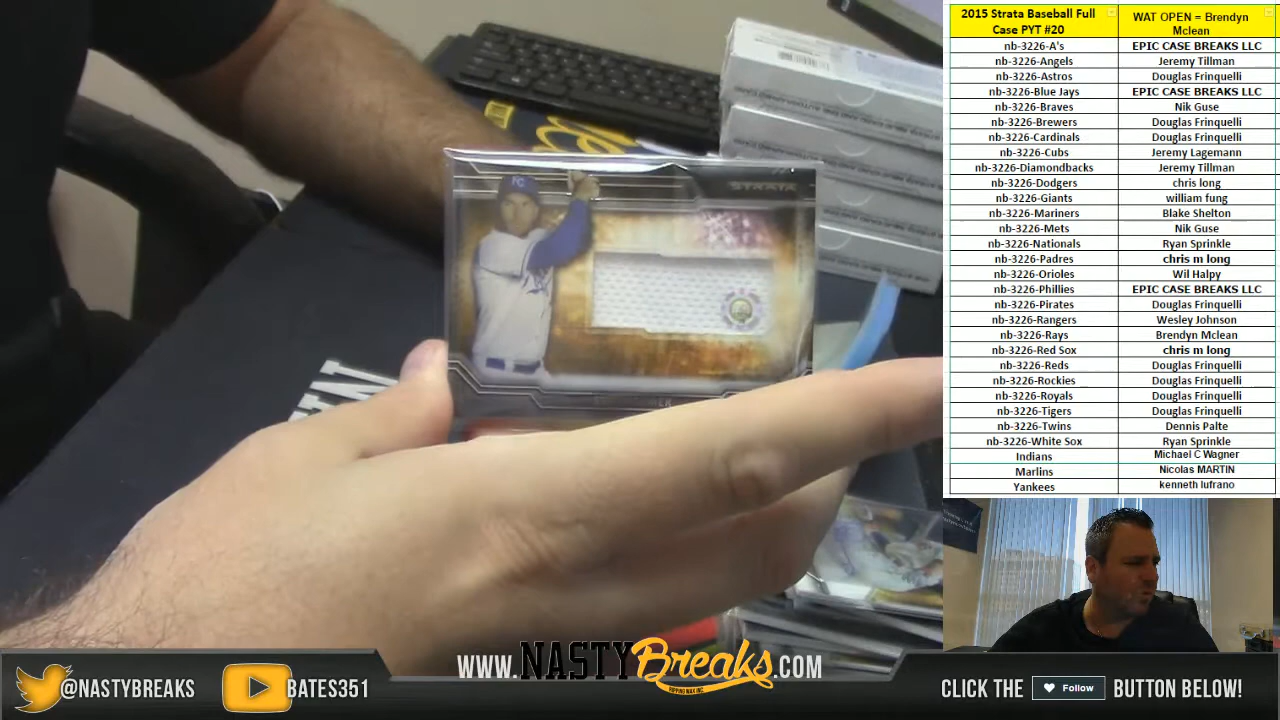 2015 Strata Baseball Full Case PYT #20 WAT OPEN = Brendyn Mclean
nb-3226-A's EPIC CASE BREAKS LLC
nb-3226-Angels Jeremy Tillman
nb-3226-Astros Douglas Frinquelli
nb-3226-Blue Jays EPIC CASE BREAKS LLC
nb-3226-Braves Nik Guse
nb-3226-Brewers Douglas Frinquelli
nb-3226-Cardinals Douglas Frinquelli
nb-3226-Cubs Jeremy Lagemann
nb-3226-Diamondbacks Jeremy Tillman
nb-3226-Dodgers chris long
nb-3226-Giants william fung
nb-3226-Mariners Blake Shelton
nb-3226-Mets Nik Guse
nb-3226-Nationals Ryan Sprinkle
nb-3226-Padres chris m long
nb-3226-Orioles Wil Halpy
nb-3226-Phillies EPIC CASE BREAKS LLC
nb-3226-Pirates Douglas Frinquelli
nb-3226-Rangers Wesley Johnson
nb-3226-Rays Brendyn Mclean
nb-3226-Red Sox chris m long
nb-3226-Reds Douglas Frinquelli
nb-3226-Rockies Douglas Frinquelli
nb-3226-Royals Douglas Frinquelli
nb-3226-Tigers Douglas Frinquelli
nb-3226-Twins Dennis Palte
nb-3226-White Sox Ryan Sprinkle
Indians Michael C Wagner
Marlins Nicolas MARTIN
Yankees kenneth lufrano
STRATA
KC
@NASTYBREAKS
BATES351
WWW.NASTYBreaks.COM
RIPPING WAX INC
CLICK THE Follow BUTTON BELOW!